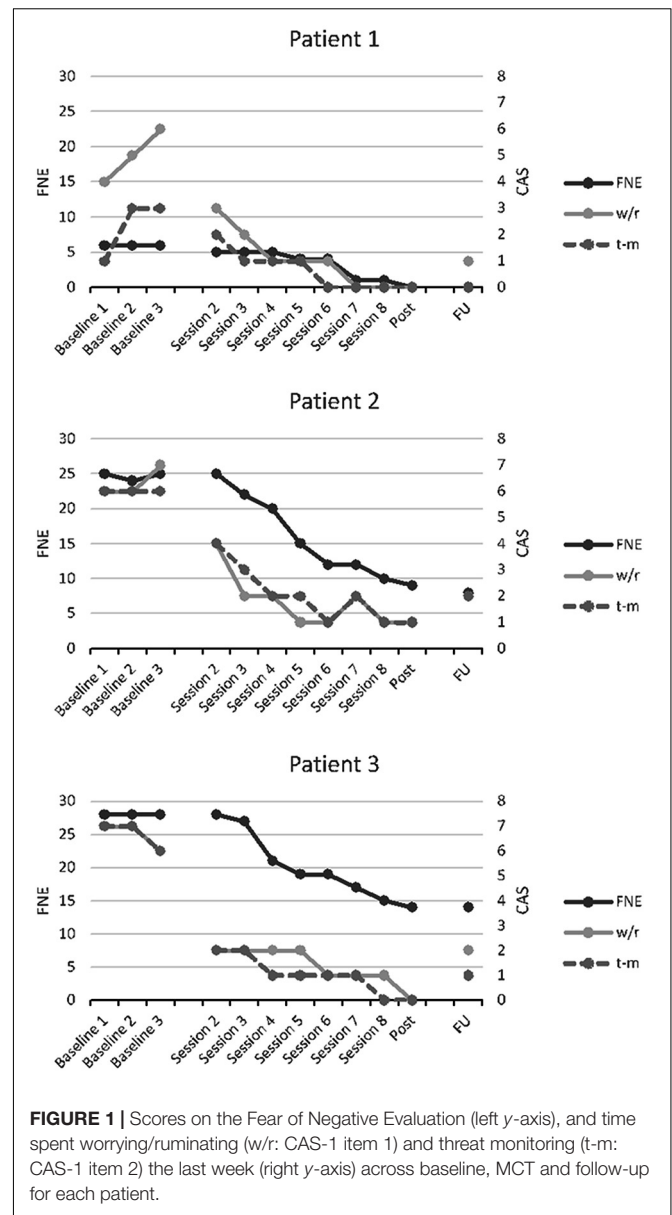 Patient 1
30
25
20
15
10
5
0
FNE
8
7
6
5
4
3
2
1
0
CAS
Baseline 1
Baseline 2
Baseline 3
Session 2
Session 3
Session 4
Session 5
Session 6
Session 7
Session 8
Post
FU
FNE
w/r
t-m
Patient 2
30
25
20
15
10
5
0
FNE
8
7
6
5
4
3
2
1
0
CAS
Baseline 1
Baseline 2
Baseline 3
Session 2
Session 3
Session 4
Session 5
Session 6
Session 7
Session 8
Post
FU
FNE
w/r
t-m
Patient 3
30
25
20
15
10
5
0
FNE
8
7
6
5
4
3
2
1
0
CAS
Baseline 1
Baseline 2
Baseline 3
Session 2
Session 3
Session 4
Session 5
Session 6
Session 7
Session 8
Post
FU
FNE
w/r
t-m
FIGURE 1 | Scores on the Fear of Negative Evaluation (left y-axis), and time
spent worrying/ruminating (w/r: CAS-1 item 1) and threat monitoring (t-m:
CAS-1 item 2) the last week (right y-axis) across baseline, MCT and follow-up
for each patient.